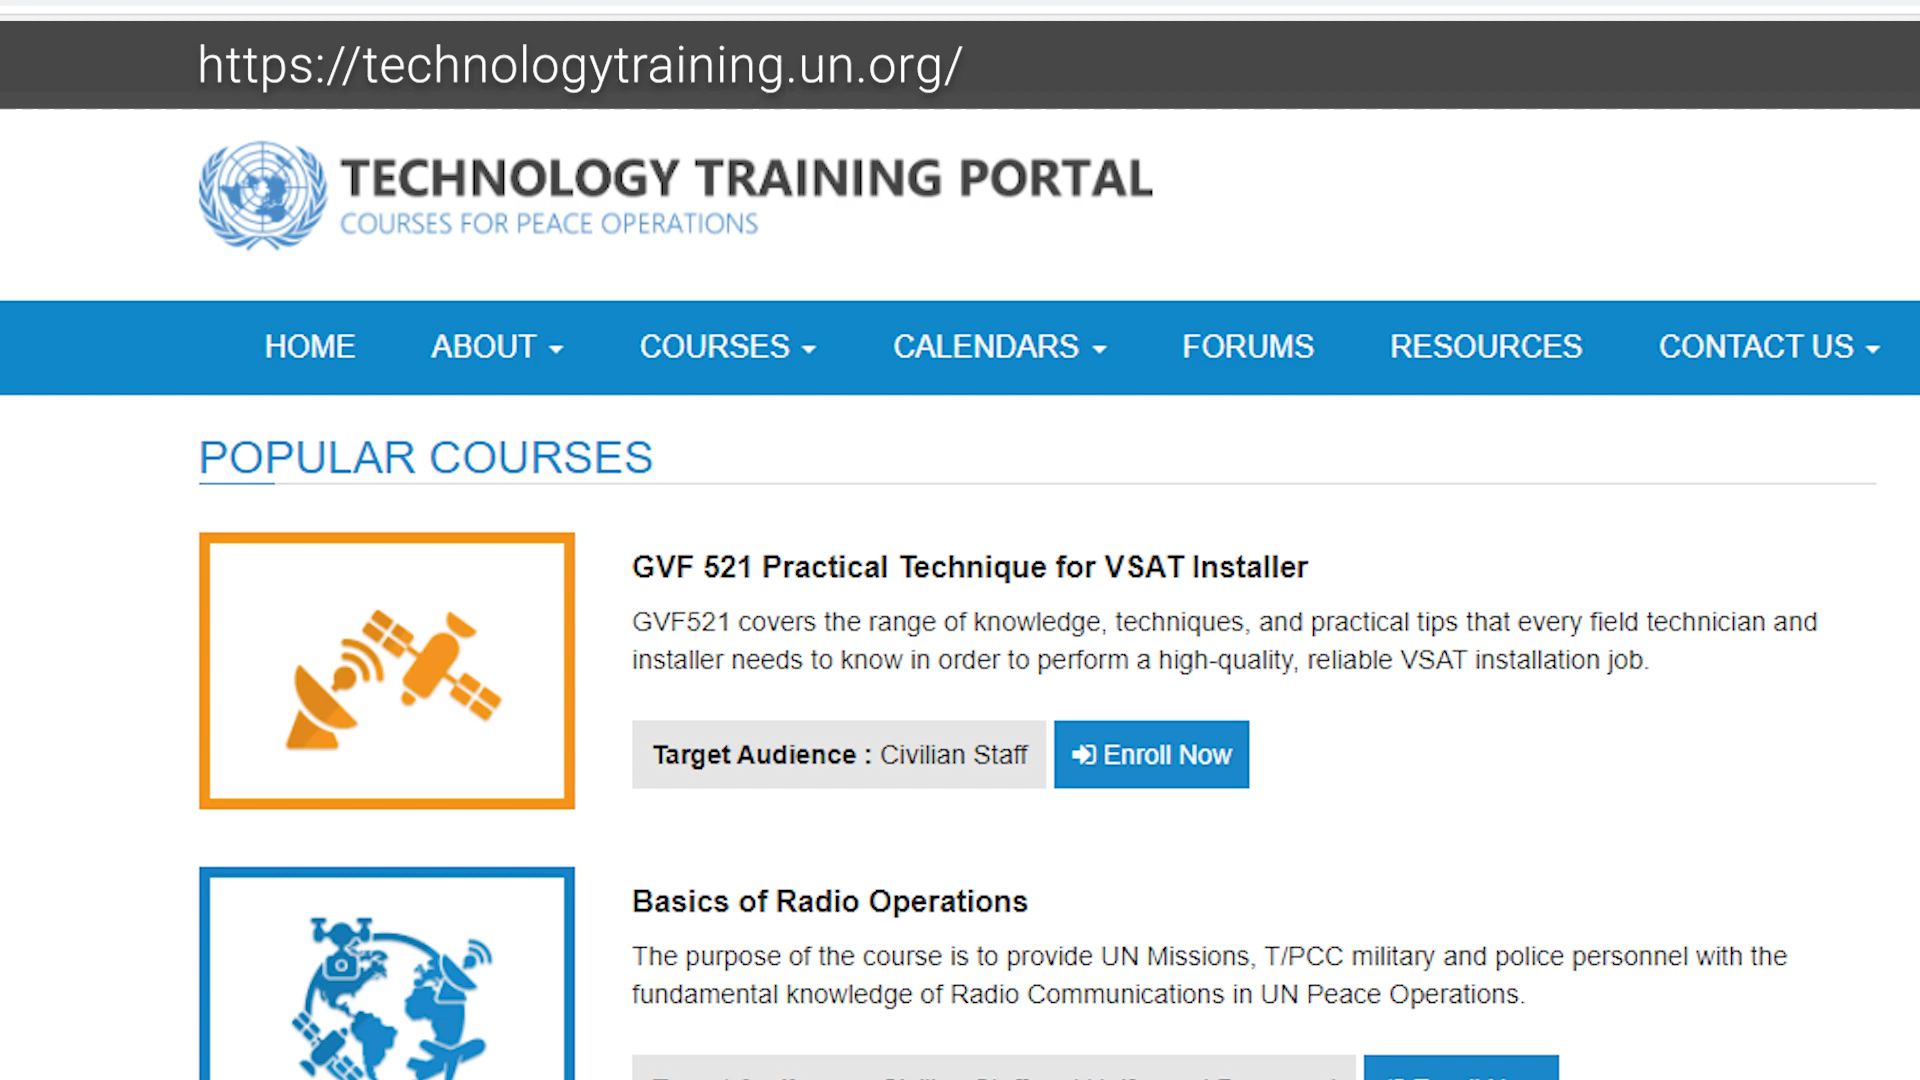 https://technologytraining.un.org/
TECHNOLOGY TRAINING PORTAL
COURSES FOR PEACE OPERATIONS
HOME ABOUT COURSES CALENDARS FORUMS RESOURCES CONTACT US
POPULAR COURSES
GVF 521 Practical Technique for VSAT Installer
GVF521 covers the range of knowledge, techniques, and practical tips that every field technician and
installer needs to know in order to perform a high-quality, reliable VSAT installation job.
Target Audience : Civilian Staff Enroll Now
Basics of Radio Operations
The purpose of the course is to provide UN Missions, T/PCC military and police personnel with the
fundamental knowledge of Radio Communications in UN Peace Operations.